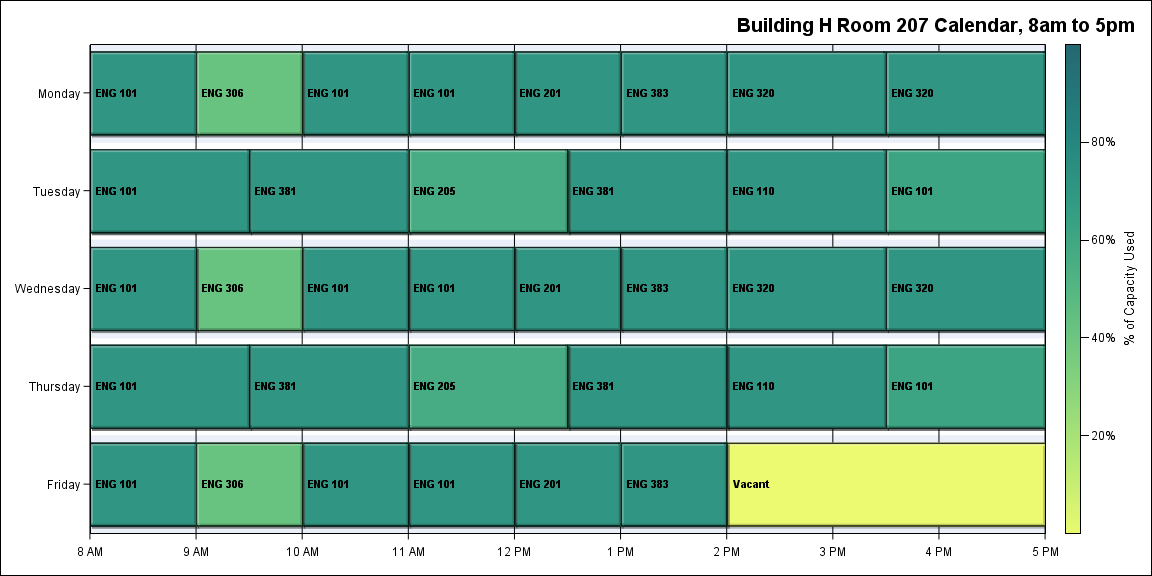 Building H Room 207 Calendar, 8am to 5pm
Monday ENG 101 ENG 306 ENG 101 ENG 101 ENG 201 ENG 383 ENG 320 ENG 320
Tuesday ENG 101 ENG 381 ENG 205 ENG 381 ENG 110 ENG 101
Wednesday ENG 101 ENG 306 ENG 101 ENG 101 ENG 201 ENG 383 ENG 320 ENG 320
Thursday ENG 101 ENG 381 ENG 205 ENG 381 ENG 110 ENG 101
Friday ENG 101 ENG 306 ENG 101 ENG 101 ENG 201 ENG 383 Vacant
8 AM 9 AM 10 AM 11 AM 12 PM 1 PM 2 PM 3 PM 4 PM 5 PM
80%
60%
40%
20%
% of Capacity Used